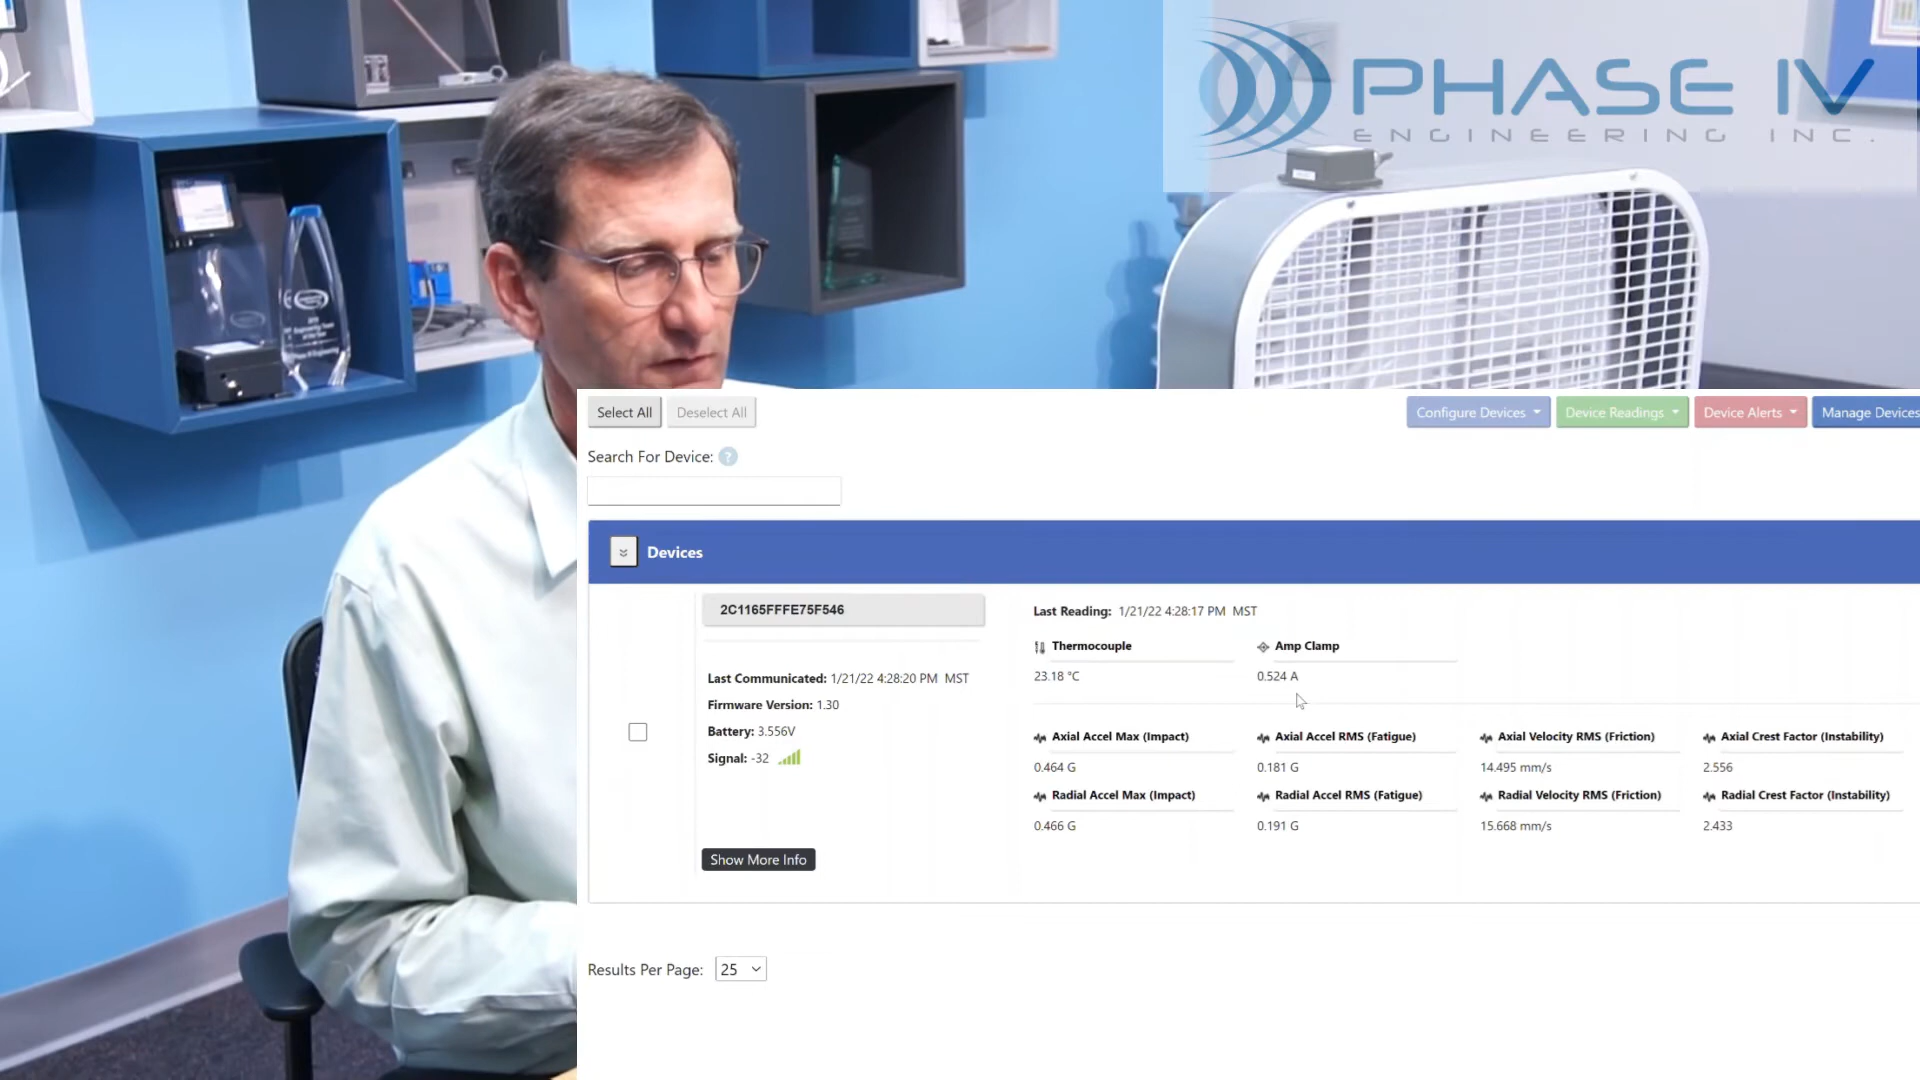 PHASE IV
ENGINEERING INC.
Select All
Deselect All
Configure Devices
Device Readings
Device Alerts
Manage Devices
Search For Device: ?
Devices
2C1165FFFE75F546
Last Communicated: 1/21/22 4:28:20 PM MST
Firmware Version: 1.30
Battery: 3.556V
Signal: -32
Show More Info
Last Reading: 1/21/22 4:28:17 PM MST
Thermocouple
Amp Clamp
23.18 °C
0.524 A
Axial Accel Max (Impact)
Axial Accel RMS (Fatigue)
Axial Velocity RMS (Friction)
Axial Crest Factor (Instability)
0.464 G
0.181 G
14.495 mm/s
2.556
Radial Accel Max (Impact)
Radial Accel RMS (Fatigue)
Radial Velocity RMS (Friction)
Radial Crest Factor (Instability)
0.466 G
0.191 G
15.668 mm/s
2.433
Results Per Page: 25